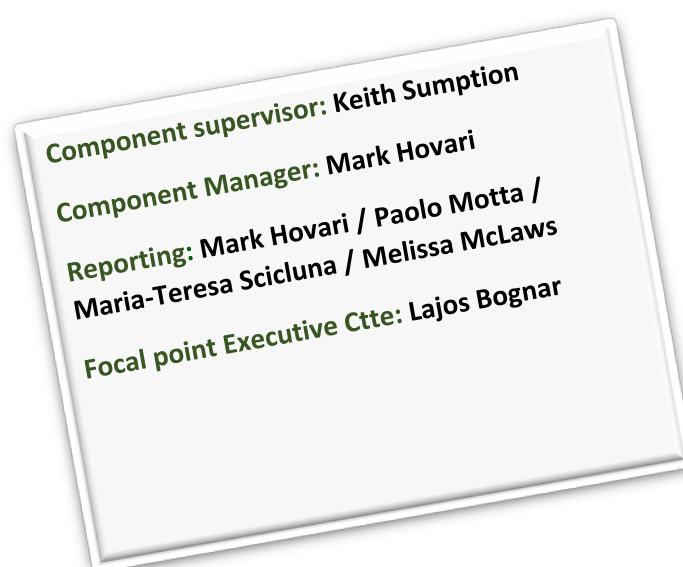 Component supervisor: Keith Sumption
Component Manager: Mark Hovari
Reporting: Mark Hovari / Paolo Motta /
Maria-Teresa Scicluna / Melissa McLaws
Focal point Executive Ctte: Lajos Bognar